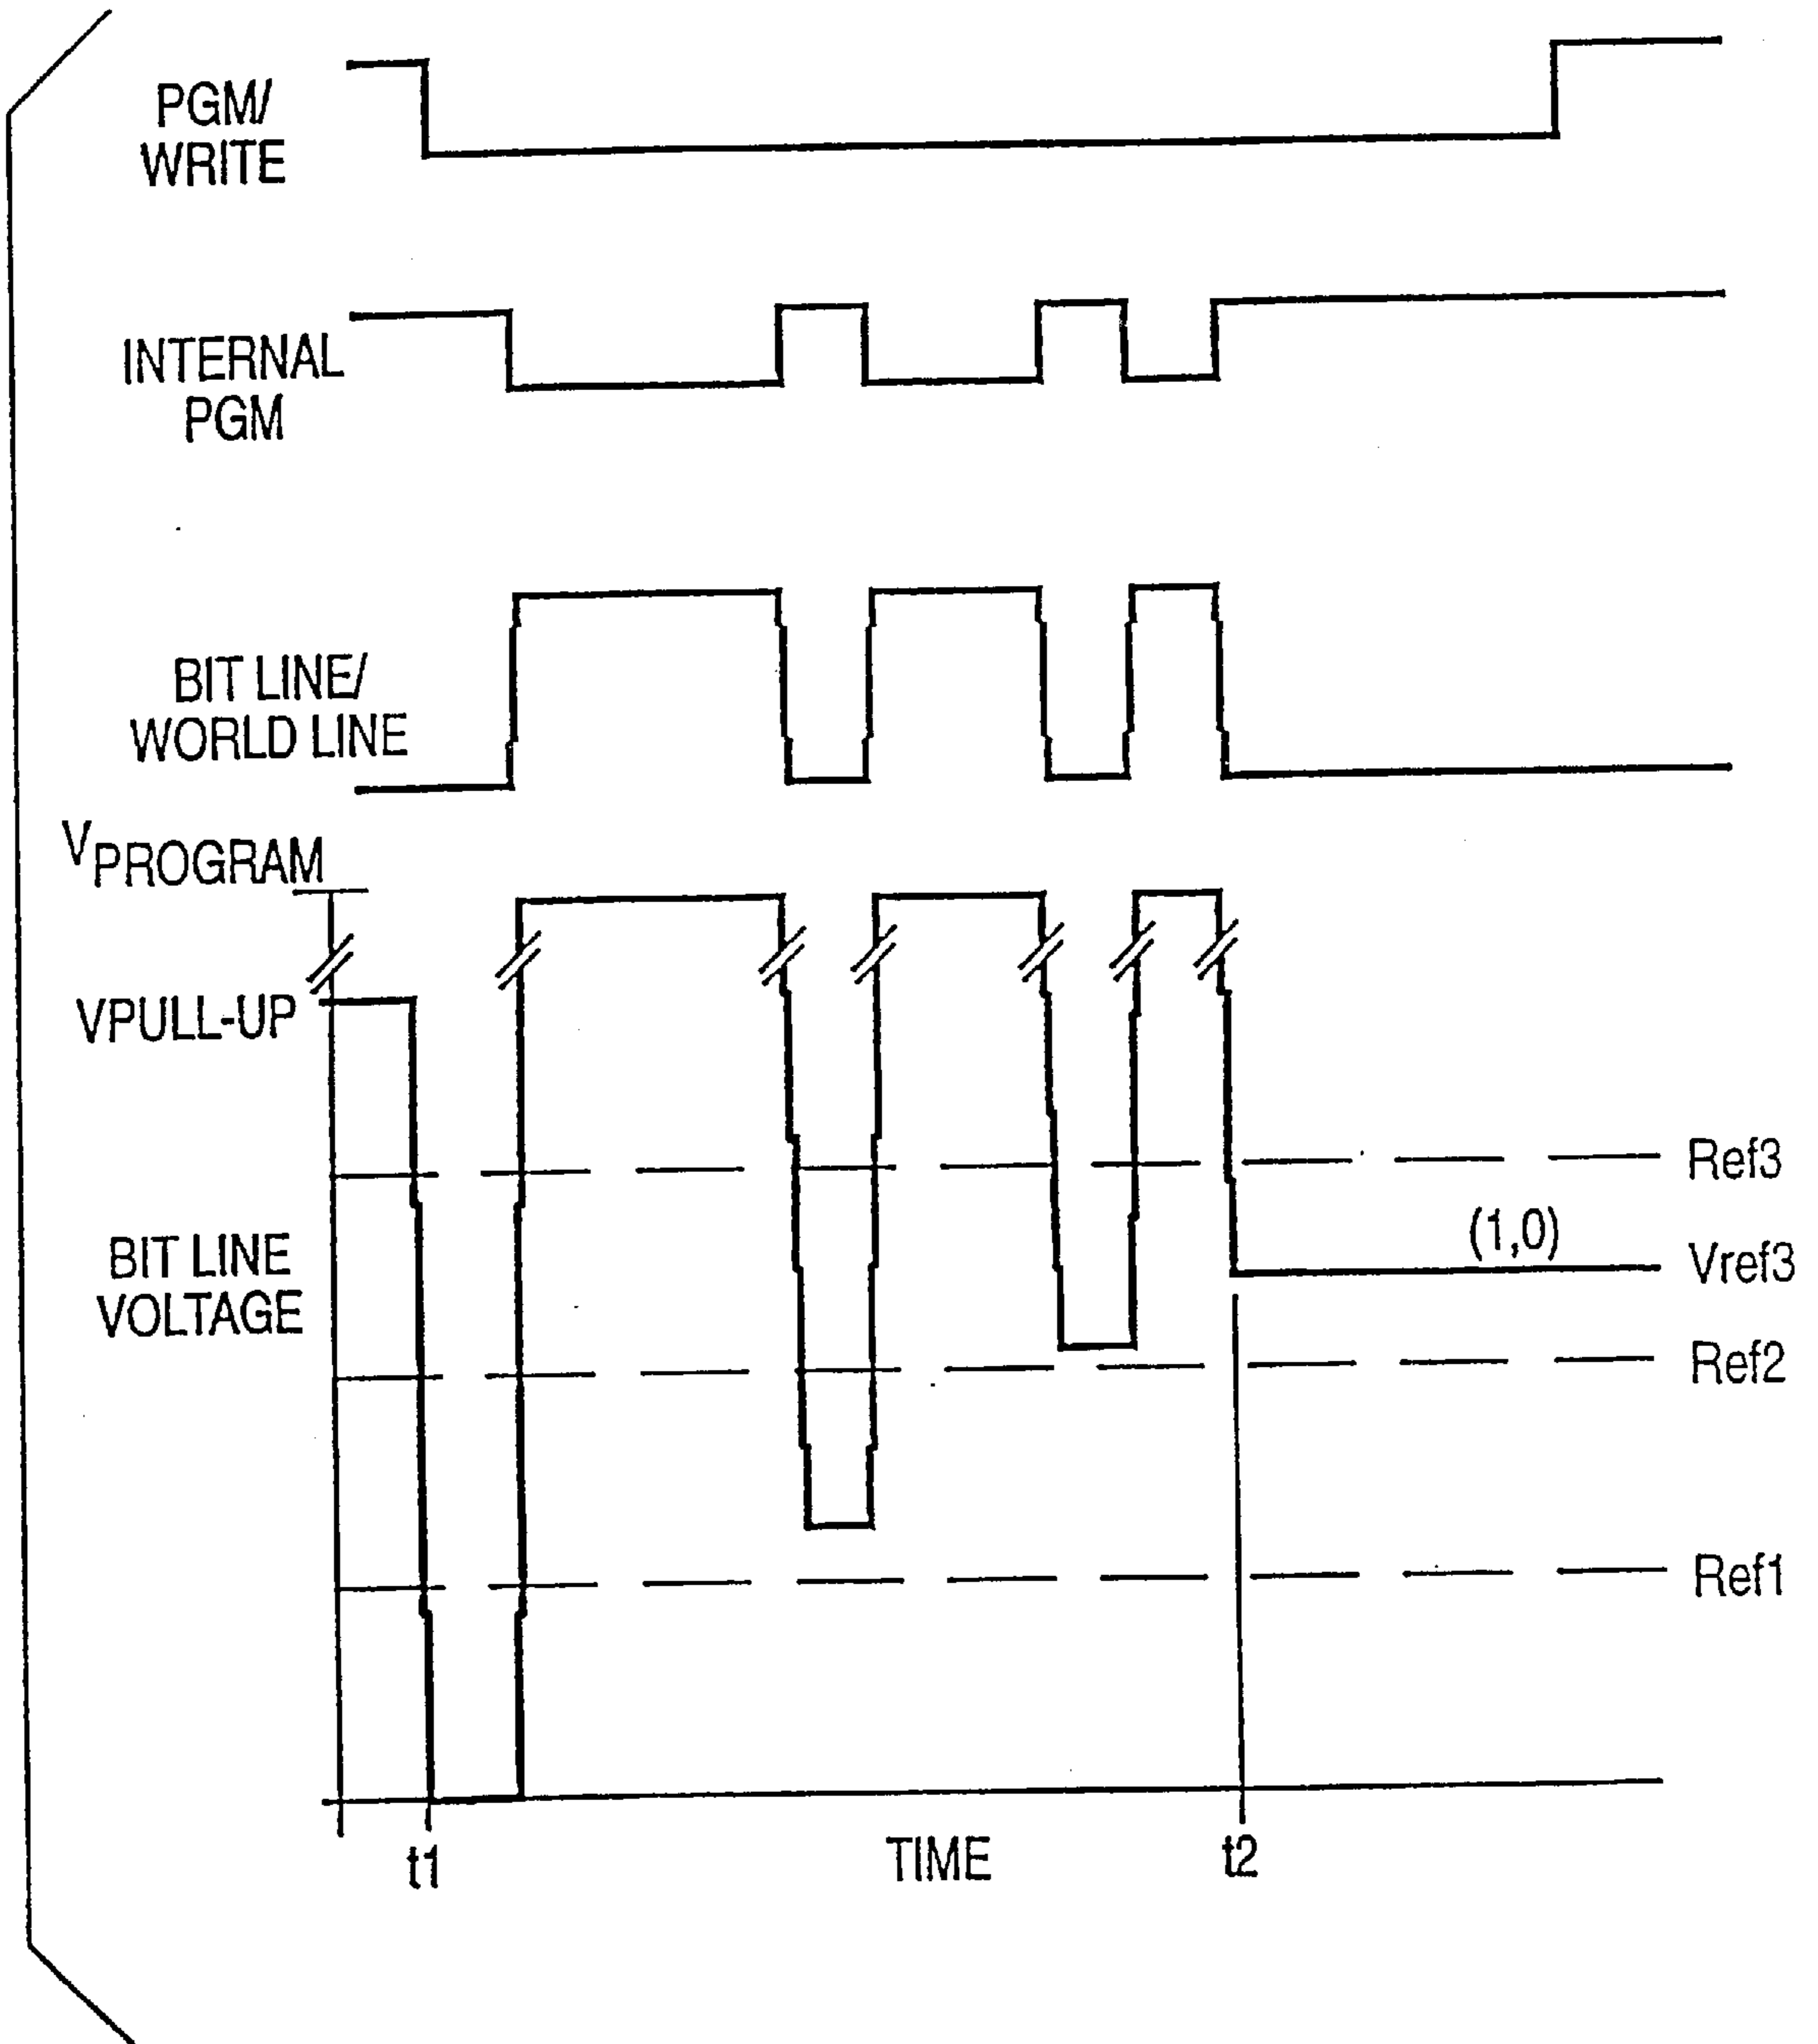 PGM/
WRITE
INTERNAL
PGM
BIT LINE/
WORLD LINE
VPROGRAM
VPULL-UP
Ref3
(1,0)
BIT LINE
VOLTAGE
Vref3
Ref2
Ref1
t1
TIME
t2